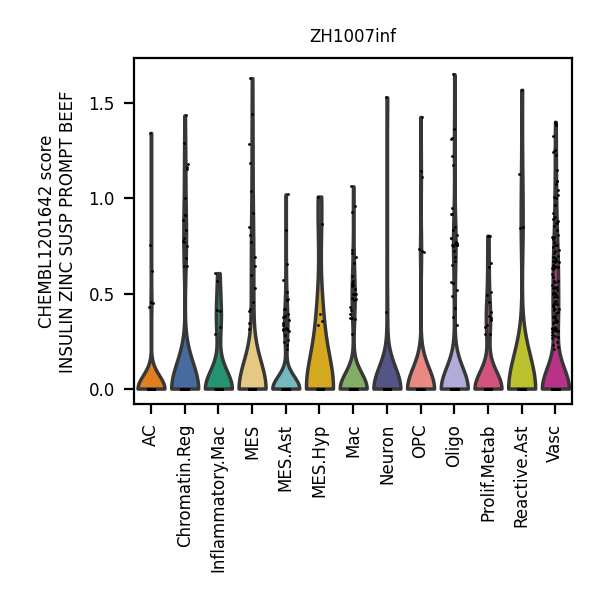 ZH1007inf
CHEMBL1201642 score
INSULIN ZINC SUSP PROMPT BEEF
1.5
1.0
0.5
0.0
AC
Chromatin.Reg
Inflammatory.Mac
MES
MES.Ast
MES.Hyp
Mac
Neuron
OPC
Oligo
Prolif.Metab
Reactive.Ast
Vasc